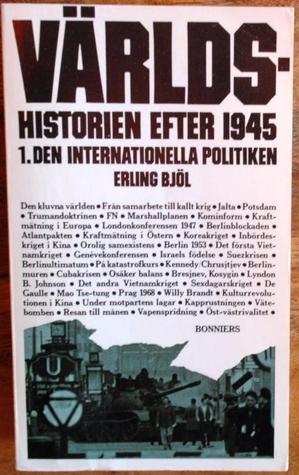 VÄRLDS-
HISTORIEN EFTER 1945
1. DEN INTERNATIONELLA POLITIKEN
ERLING BJÖL
Den kluvna världen • Från samarbete till kallt krig • Jalta • Potsdam
• Trumandoktrinen • FN • Marshallplanen • Kominform • Kraft-
mätning i Europa • Londonkonferensen 1947 • Berlinblockaden •
Atlantpakten • Kraftmätning i Östern • Koreakriget • Inbördes-
kriget i Kina • Orolig samexistens • Berlin 1953 • Det första Viet-
namkriget • Genèvekonferensen • Israels födelse • Suezkrisen •
Berlinultimatum • På katastrofkurs • Kennedy/Chrusjtjev • Berlin-
muren • Cubakrisen • Osäker balans • Bresjnev, Kosygin • Lyndon
B. Johnson • Det andra Vietnamkriget • Sexdagarskriget • De
Gaulle • Mao Tse-tung • Prag 1968 • Willy Brandt • Kulturrevolu-
tionen i Kina • Under motpartens lagar • Kapprustningen • Väte-
bomben • Resan till månen • Vapenspridning • Öst-västrivalitet •
BONNIERS